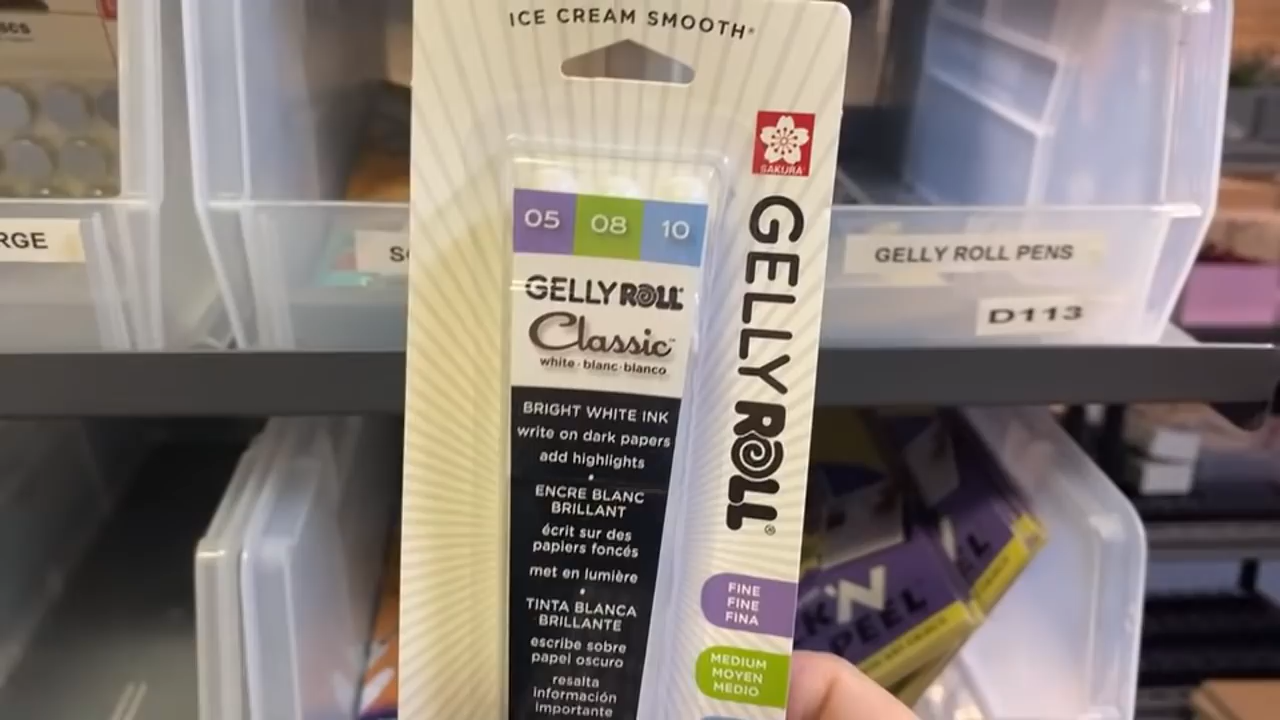 ICE CREAM SMOOTH®
SAKURA
05 08 10
GELLY ROLL®
Classic™
white · blanc · blanco
BRIGHT WHITE INK
write on dark papers
add highlights
•
ENCRE BLANC
BRILLANT
écrit sur des
papiers foncés
met en lumière
•
TINTA BLANCA
BRILLANTE
escribe sobre
papel oscuro
resalta
información
importante
GELLY ROLL®
FINE
FINE
FINA
MEDIUM
MOYEN
MEDIO
RGE
GELLY ROLL PENS
D113
'N
PEEL